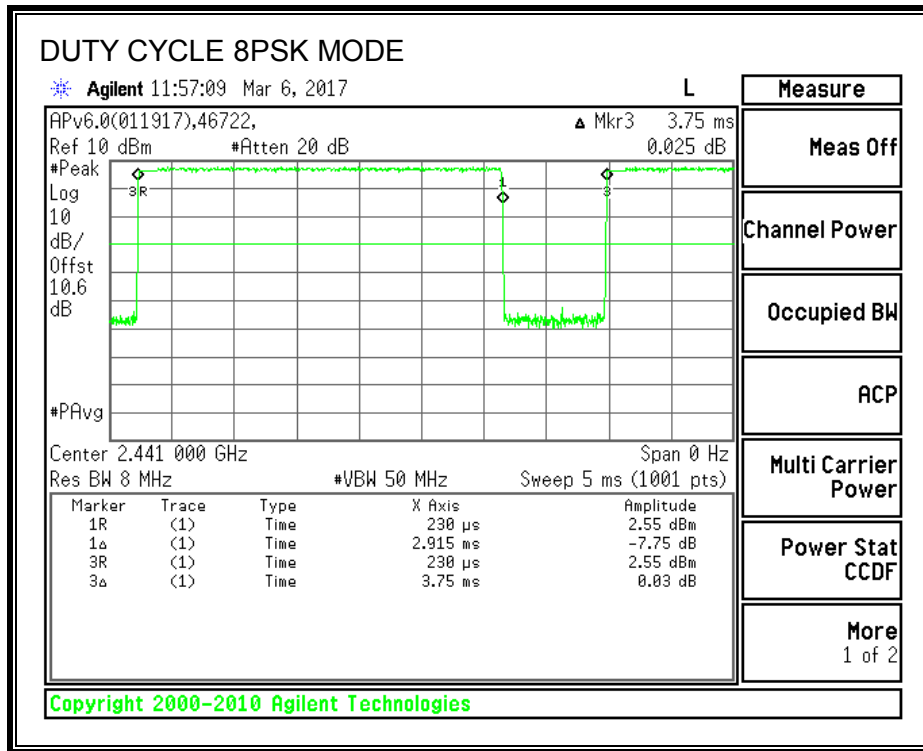 DUTY CYCLE 8PSK MODE
Agilent 11:57:09 Mar 6, 2017 L
APv6.0(011917),46722, Δ Mkr3 3.75 ms
Ref 10 dBm #Atten 20 dB 0.025 dB
#Peak
Log
10
dB/
Offst
10.6
dB
#PAvg
3R
1
3
Center 2.441 000 GHz Span 0 Hz
Res BW 8 MHz #VBW 50 MHz Sweep 5 ms (1001 pts)
Marker Trace Type X Axis Amplitude
1R (1) Time 230 µs 2.55 dBm
1Δ (1) Time 2.915 ms -7.75 dB
3R (1) Time 230 µs 2.55 dBm
3Δ (1) Time 3.75 ms 0.03 dB
Measure
Meas Off
Channel Power
Occupied BW
ACP
Multi Carrier
Power
Power Stat
CCDF
More
1 of 2
Copyright 2000-2010 Agilent Technologies